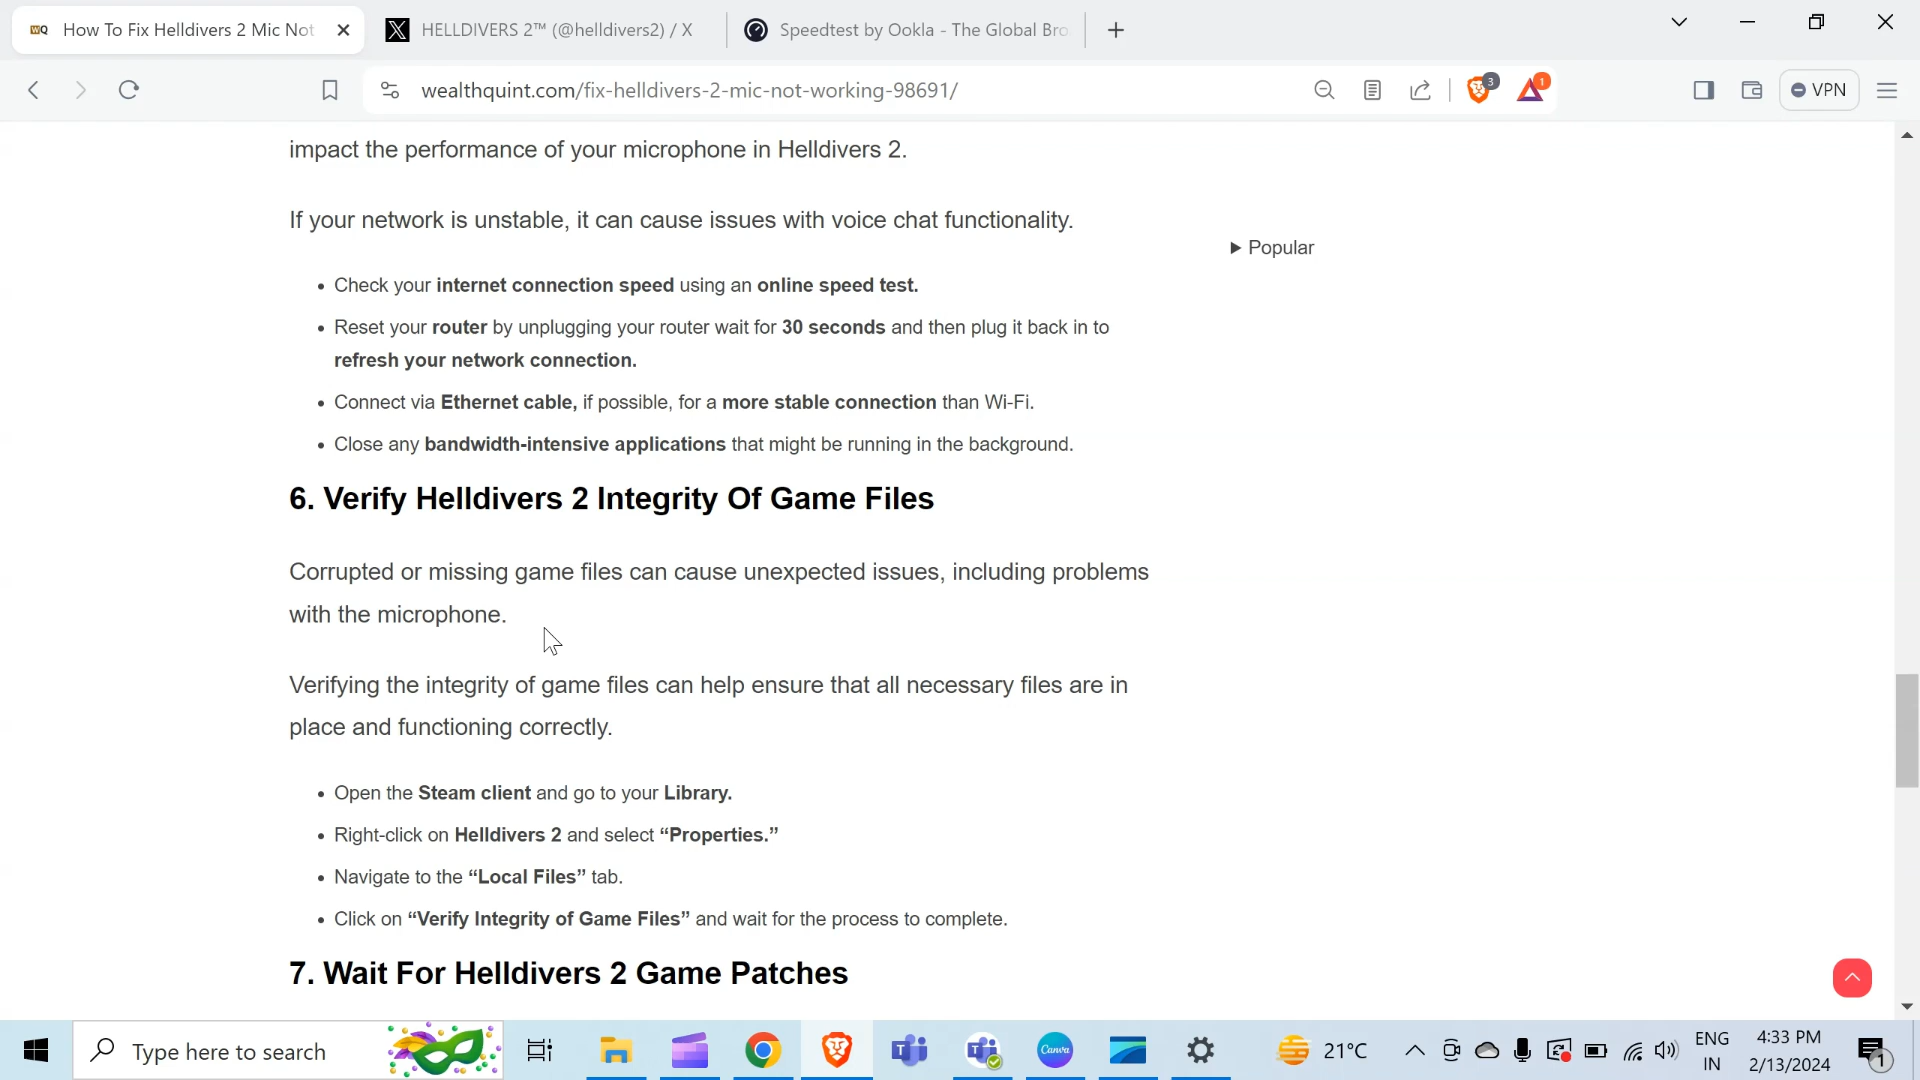 WQ How To Fix Helldivers 2 Mic Not
HELLDIVERS 2™ (@helldivers2) / X
Speedtest by Ookla - The Global Bro
wealthquint.com/fix-helldivers-2-mic-not-working-98691/
3
1
VPN
impact the performance of your microphone in Helldivers 2.
If your network is unstable, it can cause issues with voice chat functionality.
Popular
• Check your internet connection speed using an online speed test.
• Reset your router by unplugging your router wait for 30 seconds and then plug it back in to
refresh your network connection.
• Connect via Ethernet cable, if possible, for a more stable connection than Wi-Fi.
• Close any bandwidth-intensive applications that might be running in the background.
6. Verify Helldivers 2 Integrity Of Game Files
Corrupted or missing game files can cause unexpected issues, including problems
with the microphone.
Verifying the integrity of game files can help ensure that all necessary files are in
place and functioning correctly.
• Open the Steam client and go to your Library.
• Right-click on Helldivers 2 and select “Properties.”
• Navigate to the “Local Files” tab.
• Click on “Verify Integrity of Game Files” and wait for the process to complete.
7. Wait For Helldivers 2 Game Patches
Type here to search
Canva
21°C
ENG
IN
4:33 PM
2/13/2024
1